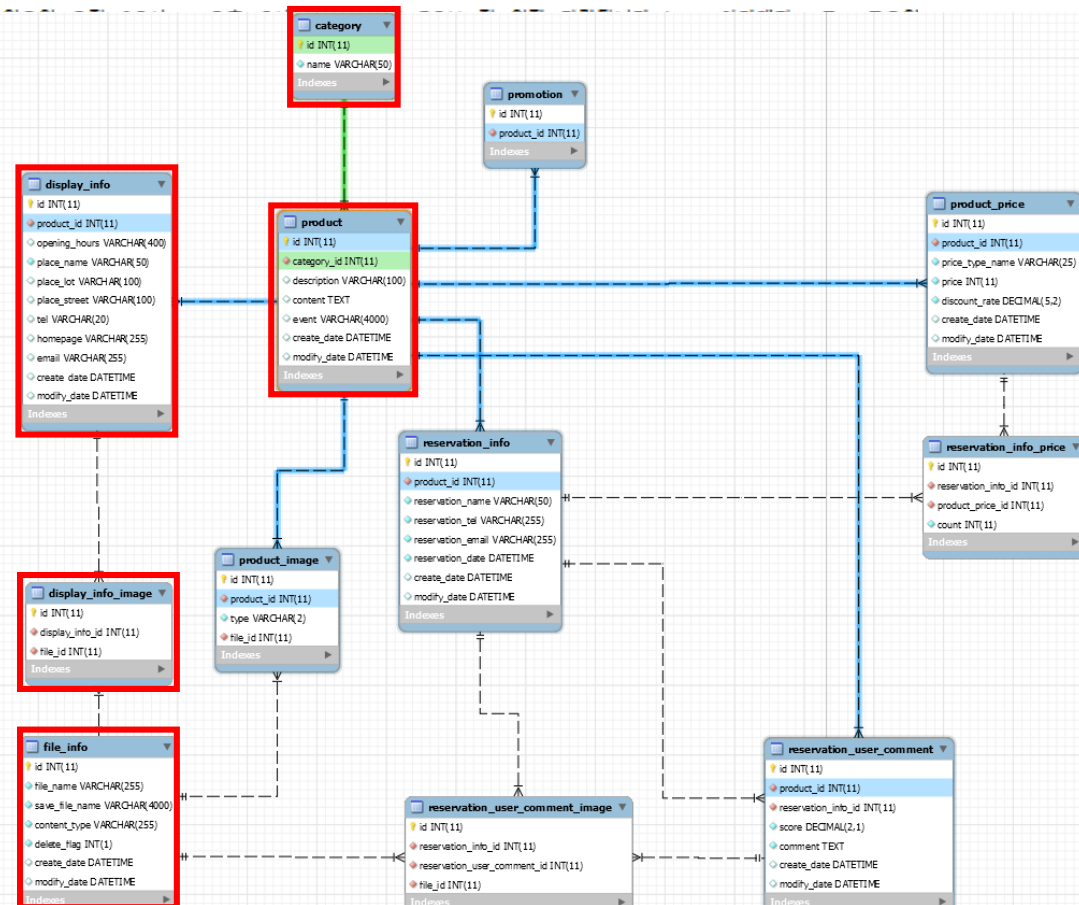 category
id INT(11)
name VARCHAR(50)
Indexes
promotion
id INT(11)
product_id INT(11)
Indexes
display_info
id INT(11)
product_id INT(11)
opening_hours VARCHAR(400)
place_name VARCHAR(50)
place_lot VARCHAR(100)
place_street VARCHAR(100)
tel VARCHAR(20)
homepage VARCHAR(255)
email VARCHAR(255)
create_date DATETIME
modify_date DATETIME
Indexes
product
id INT(11)
category_id INT(11)
description VARCHAR(100)
content TEXT
event VARCHAR(4000)
create_date DATETIME
modify_date DATETIME
Indexes
product_price
id INT(11)
product_id INT(11)
price_type_name VARCHAR(25)
price INT(11)
discount_rate DECIMAL(5,2)
create_date DATETIME
modify_date DATETIME
Indexes
reservation_info
id INT(11)
product_id INT(11)
reservation_name VARCHAR(50)
reservation_tel VARCHAR(255)
reservation_email VARCHAR(255)
reservation_date DATETIME
create_date DATETIME
modify_date DATETIME
Indexes
reservation_info_price
id INT(11)
reservation_info_id INT(11)
product_price_id INT(11)
count INT(11)
Indexes
product_image
id INT(11)
product_id INT(11)
type VARCHAR(2)
file_id INT(11)
Indexes
display_info_image
id INT(11)
display_info_id INT(11)
file_id INT(11)
Indexes
file_info
id INT(11)
file_name VARCHAR(255)
save_file_name VARCHAR(4000)
content_type VARCHAR(255)
delete_flag INT(1)
create_date DATETIME
modify_date DATETIME
Indexes
reservation_user_comment_image
id INT(11)
reservation_info_id INT(11)
reservation_user_comment_id INT(11)
file_id INT(11)
Indexes
reservation_user_comment
id INT(11)
product_id INT(11)
reservation_info_id INT(11)
score DECIMAL(2,1)
comment TEXT
create_date DATETIME
modify_date DATETIME
Indexes